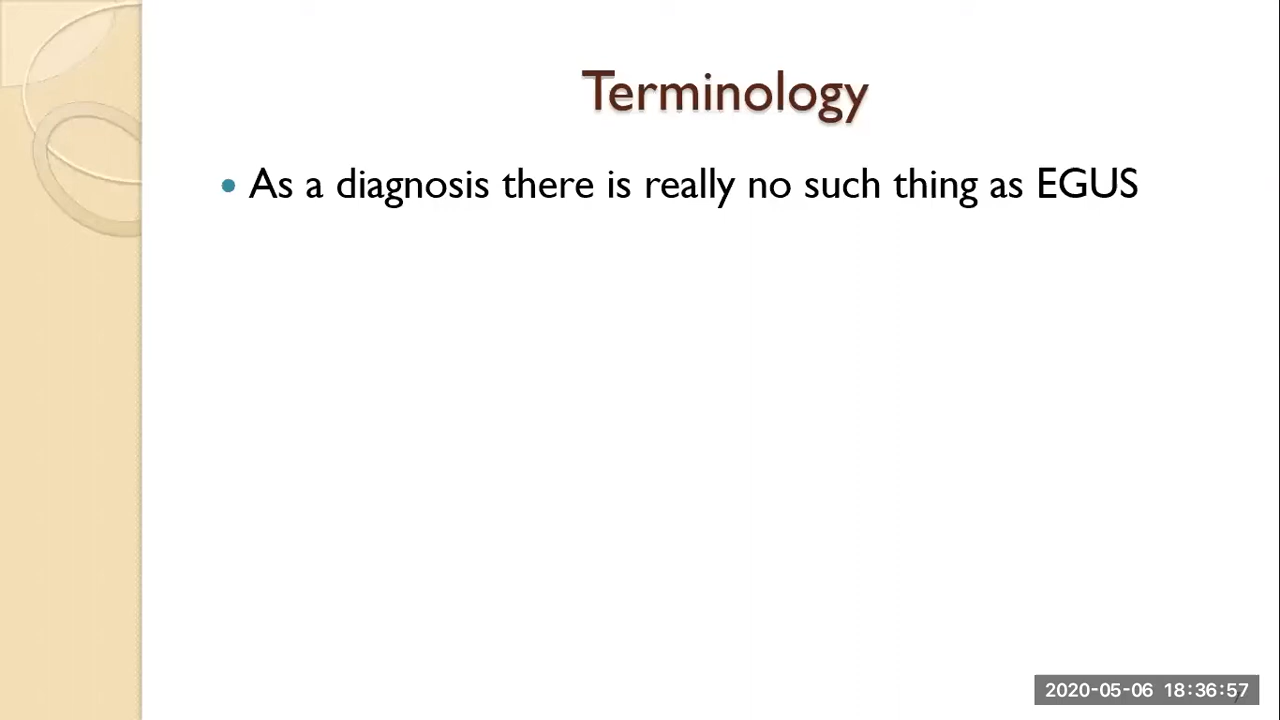 Terminology
As a diagnosis there is really no such thing as EGUS
2020-05-06 18:36:57